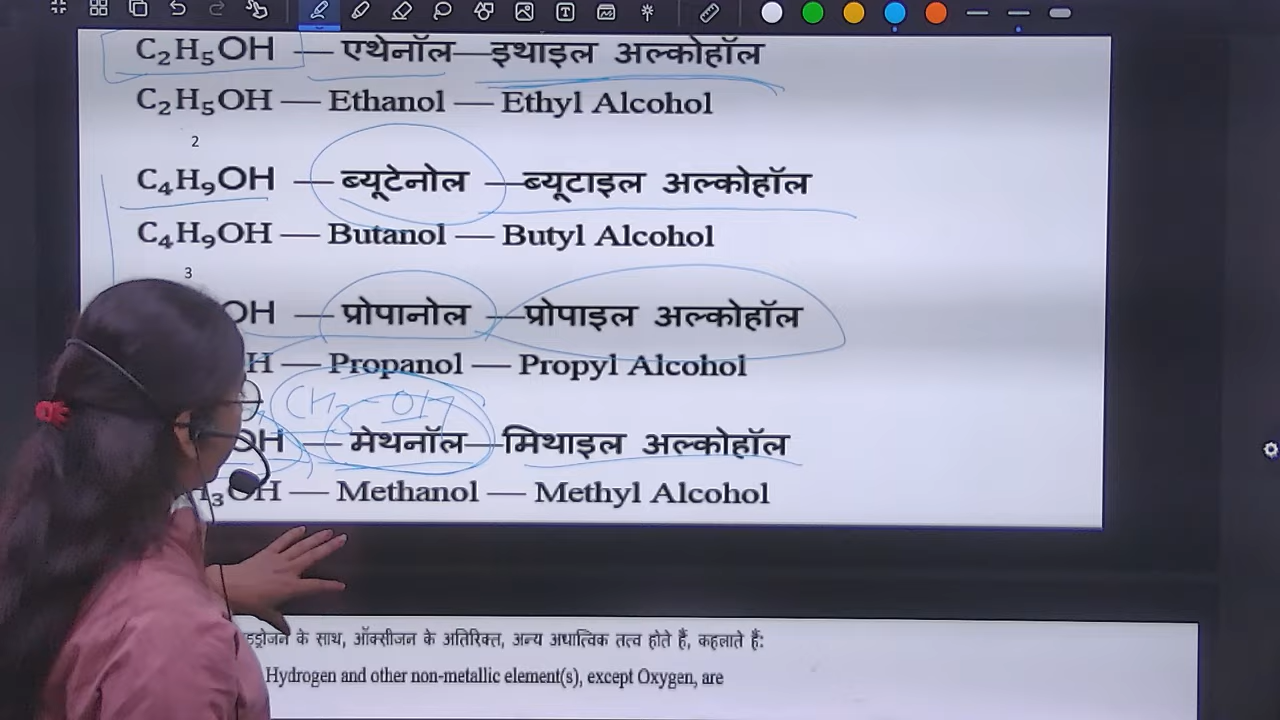 C₂H₅OH — एथेनॉल—इथाइल अल्कोहॉल
C₂H₅OH — Ethanol — Ethyl Alcohol
2
C₄H₉OH — ब्यूटेनोल —ब्यूटाइल अल्कोहॉल
C₄H₉OH — Butanol — Butyl Alcohol
3
OH — प्रोपानोल —प्रोपाइल अल्कोहॉल
H — Propanol — Propyl Alcohol
CH₃-OH
OH — मेथनॉल—मिथाइल अल्कोहॉल
H₃OH — Methanol — Methyl Alcohol
के साथ, ऑक्सीजन के अतिरिक्त, अन्य अधात्विक तत्व होते हैं, कहलाते हैं:
Hydrogen and other non-metallic element(s), except Oxygen, are